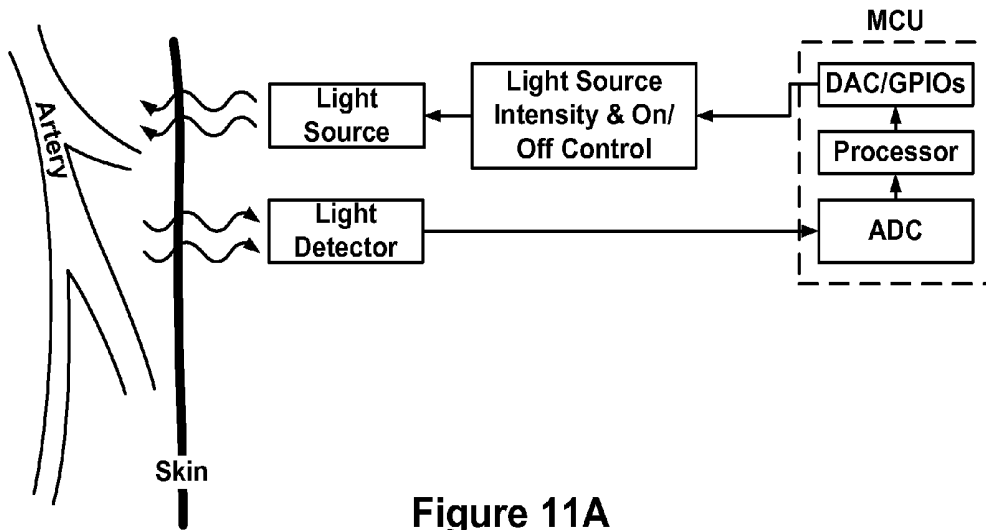 MCU
Artery
Light
Source
Light Source
Intensity & On/
Off Control
DAC/GPIOs
Processor
ADC
Light
Detector
Skin
Figure 11A